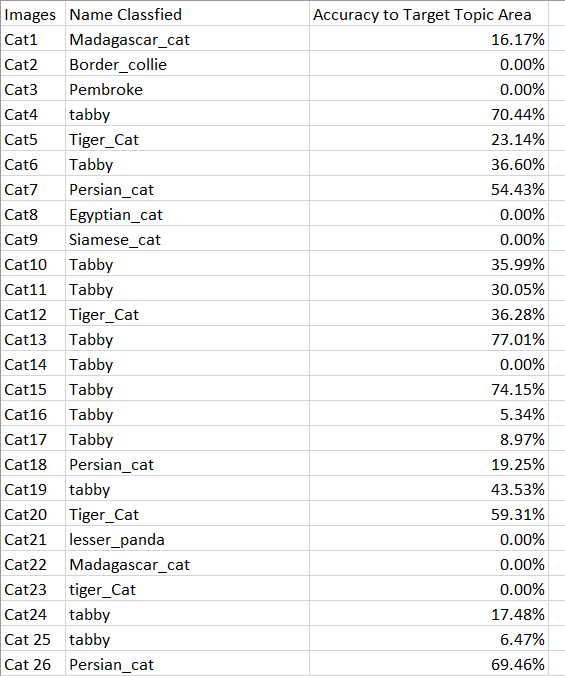 Images Name Classfied Accuracy to Target Topic Area
Cat1 Madagascar_cat 16.17%
Cat2 Border_collie 0.00%
Cat3 Pembroke 0.00%
Cat4 tabby 70.44%
Cat5 Tiger_Cat 23.14%
Cat6 Tabby 36.60%
Cat7 Persian_cat 54.43%
Cat8 Egyptian_cat 0.00%
Cat9 Siamese_cat 0.00%
Cat10 Tabby 35.99%
Cat11 Tabby 30.05%
Cat12 Tiger_Cat 36.28%
Cat13 Tabby 77.01%
Cat14 Tabby 0.00%
Cat15 Tabby 74.15%
Cat16 Tabby 5.34%
Cat17 Tabby 8.97%
Cat18 Persian_cat 19.25%
Cat19 tabby 43.53%
Cat20 Tiger_Cat 59.31%
Cat21 lesser_panda 0.00%
Cat22 Madagascar_cat 0.00%
Cat23 tiger_Cat 0.00%
Cat24 tabby 17.48%
Cat 25 tabby 6.47%
Cat 26 Persian_cat 69.46%